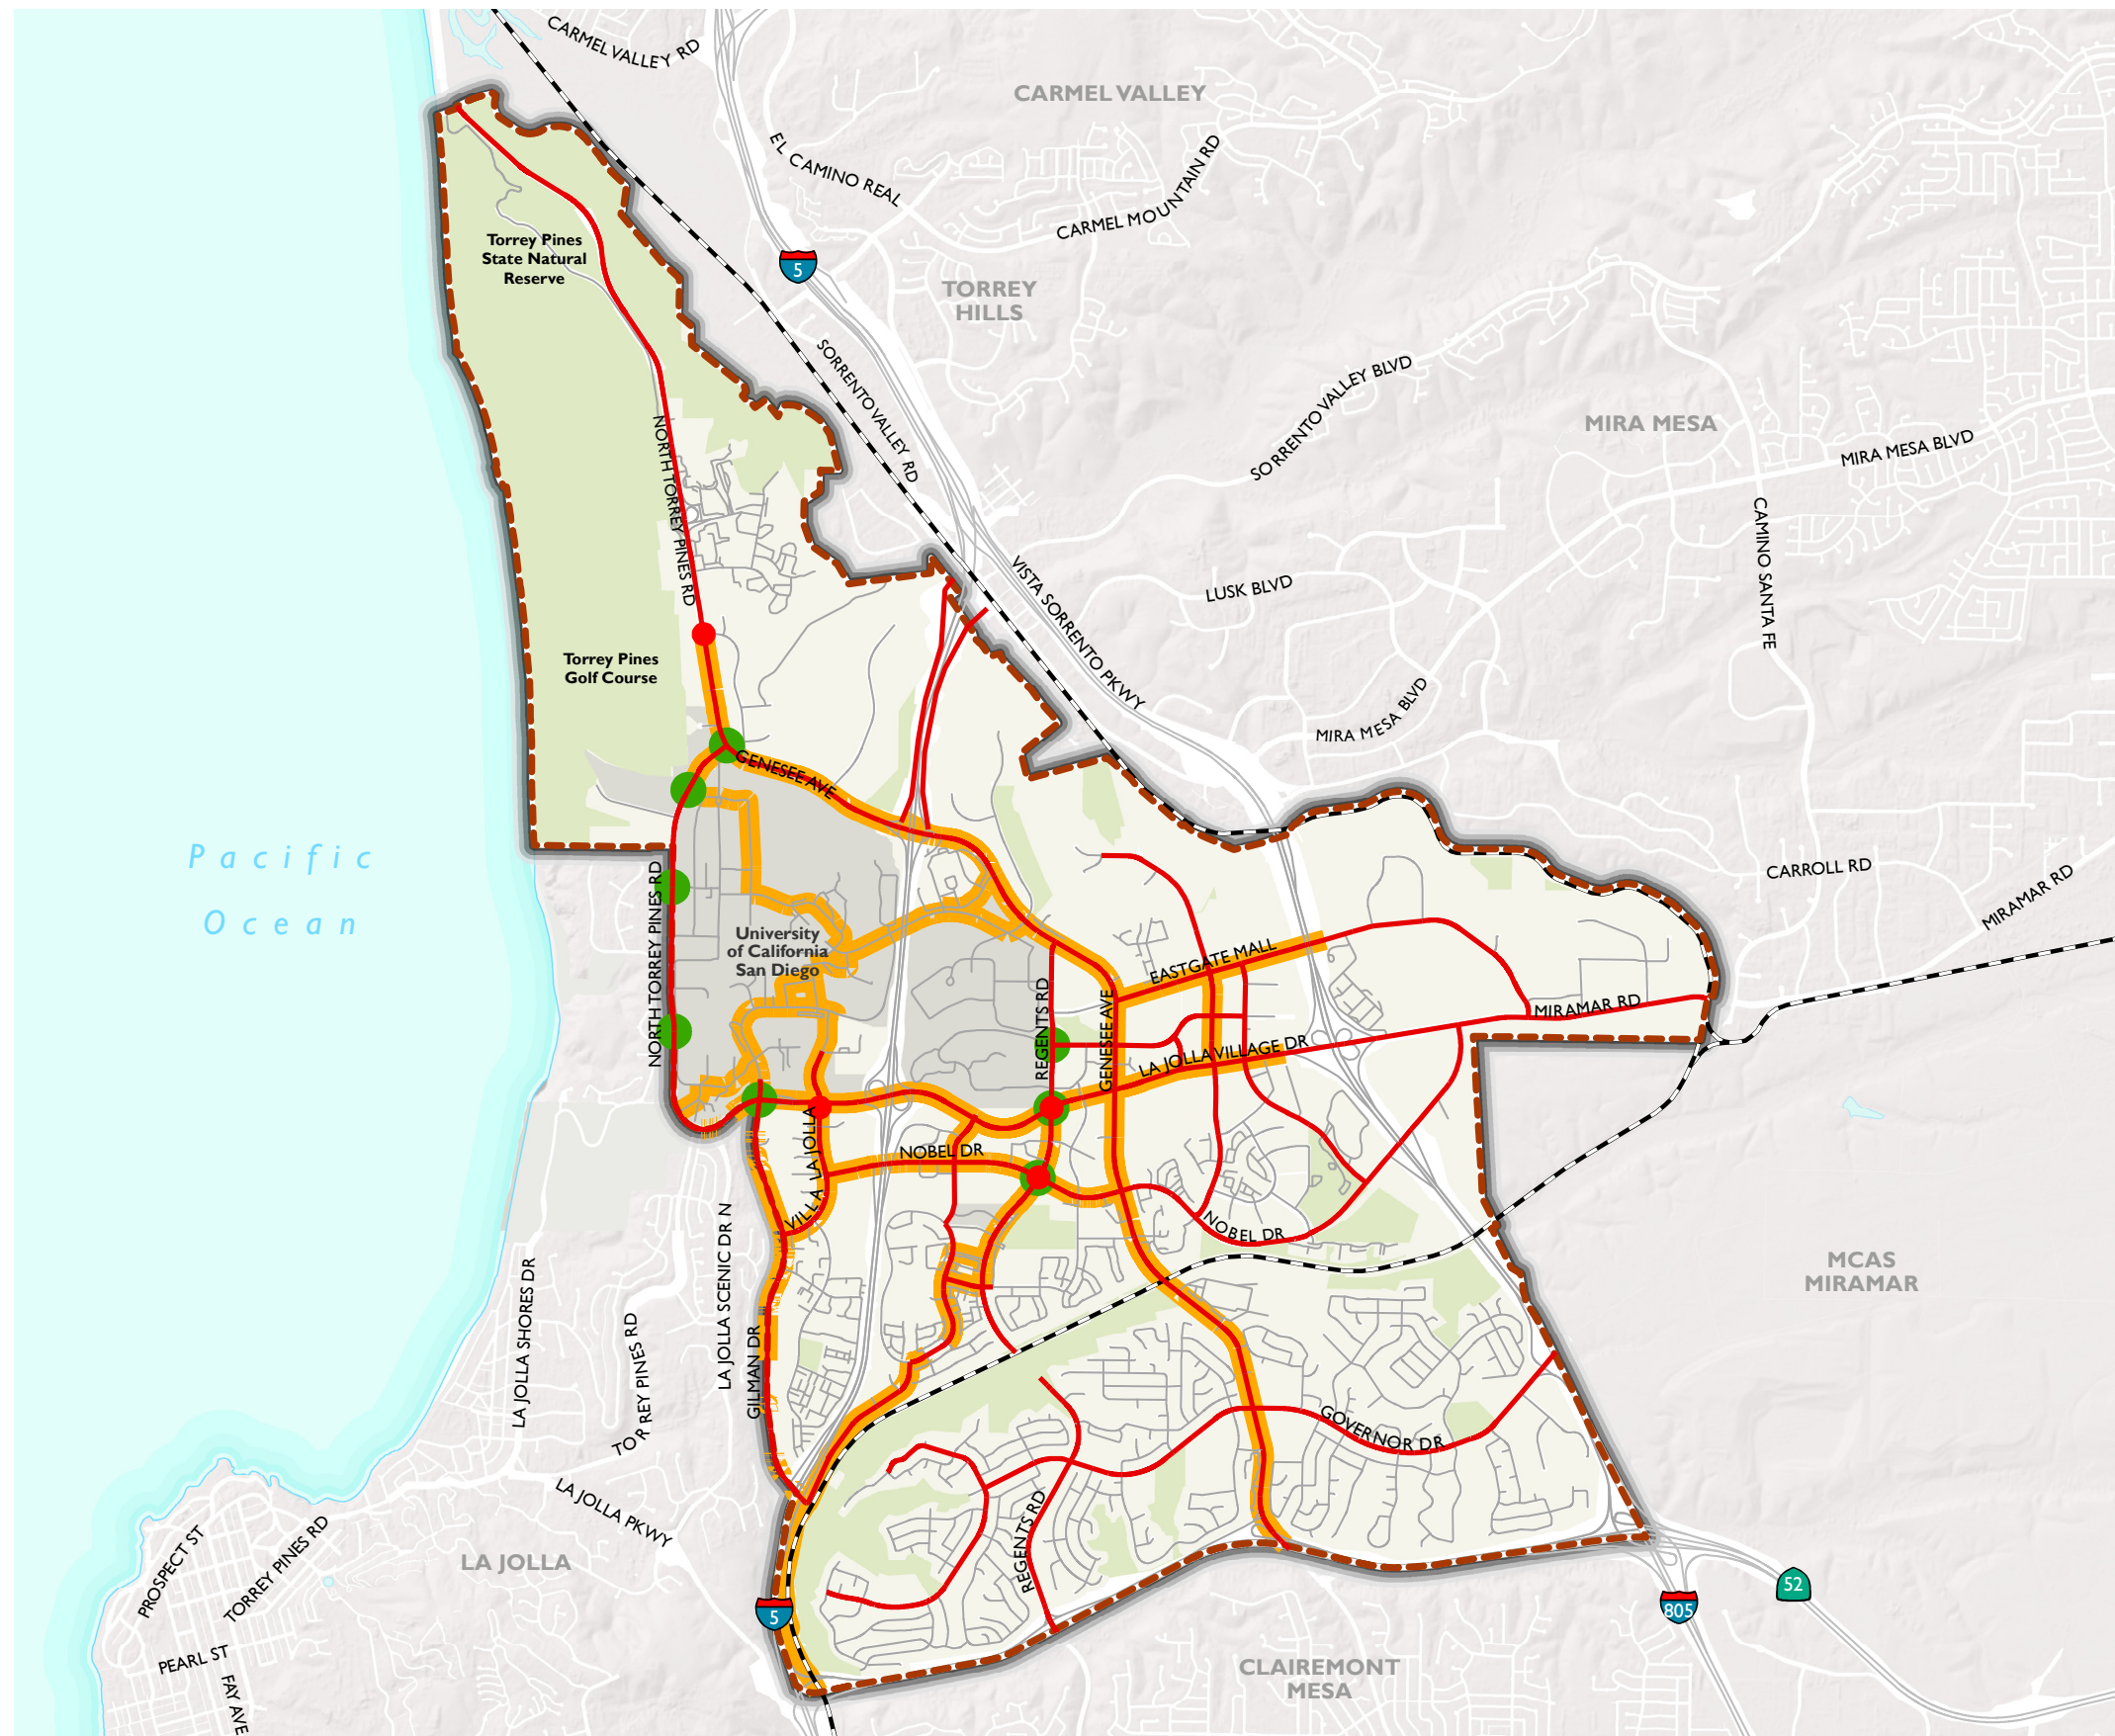 CARMEL VALLEY RD
CARMEL VALLEY
EL CAMINO REAL
CARMEL MOUNTAIN RD
Torrey Pines
State Natural
Reserve
5
TORREY
HILLS
SORRENTO VALLEY RD
SORRENTO VALLEY BLVD
MIRA MESA
MIRA MESA BLVD
NORTH TORREY PINES RD
CAMINO SANTA FE
VISTA SORRENTO PKWY
LUSK BLVD
Torrey Pines
Golf Course
MIRA MESA BLVD
GENESEE AVE
Pacific
Ocean
CARROLL RD
MIRAMAR RD
NORTH TORREY PINES RD
University
of California
San Diego
EASTGATE MALL
REGENTS RD
GENESEE AVE
MIRAMAR RD
LA JOLLA VILLAGE DR
VILLA LA JOLLA
NOBEL DR
NOBEL DR
LA JOLLA SCENIC DR N
LA JOLLA SHORES DR
TORREY PINES RD
GILMAN DR
MCAS
MIRAMAR
GOVERNOR DR
LA JOLLA PKWY
REGENTS RD
PROSPECT ST
TORREY PINES RD
LA JOLLA
5
805
52
PEARL ST
FAY AVE
CLAIREMONT
MESA